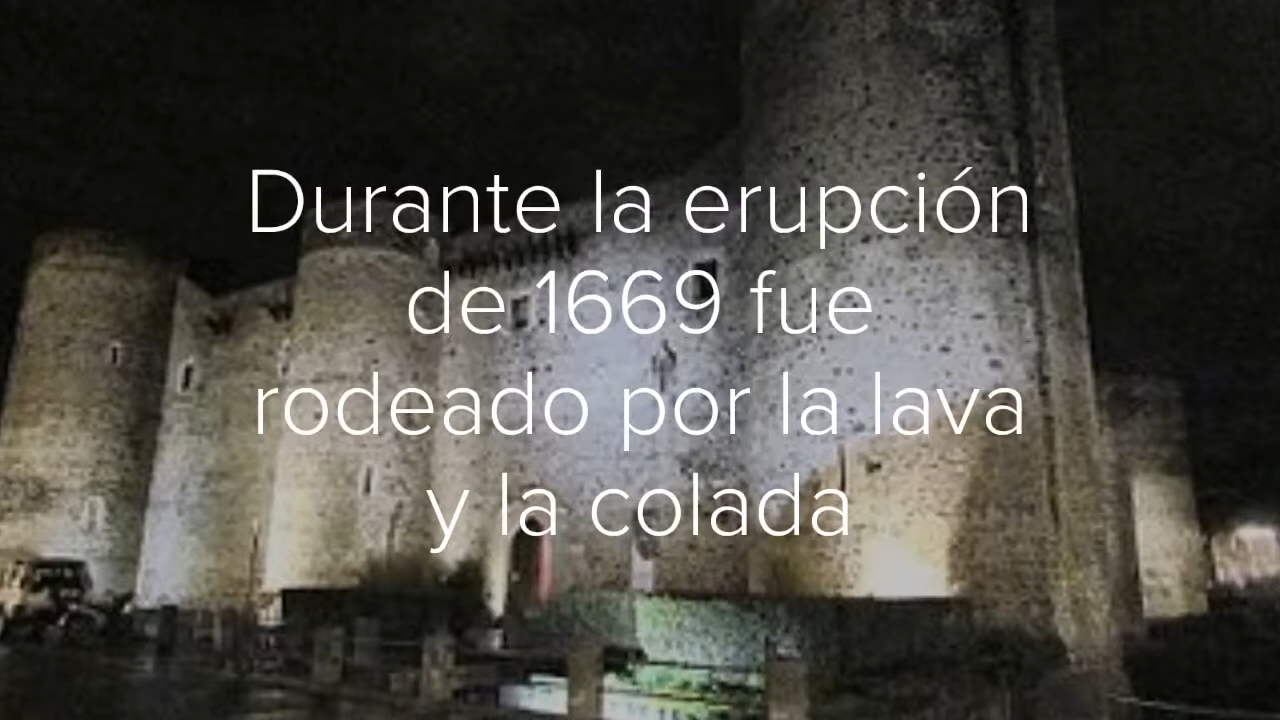 Durante la erupción
de 1669 fue
rodeado por la lava
y la colada